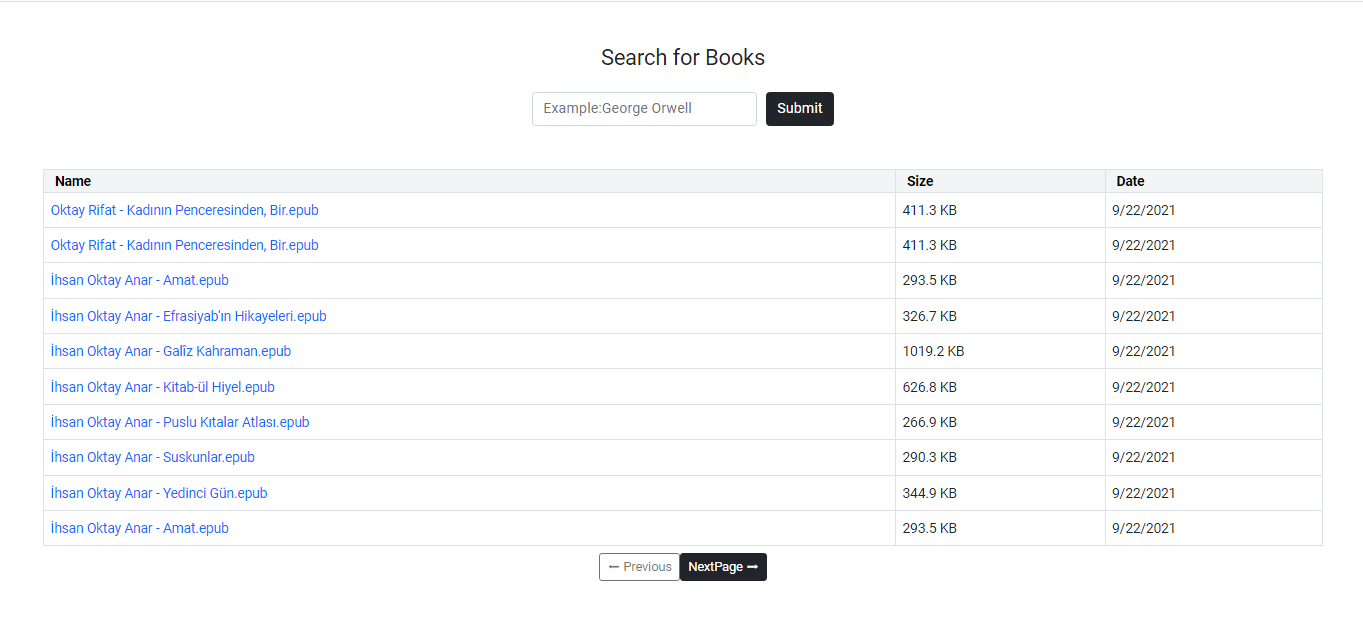 Search for Books
Example:George Orwell Submit
Name Size Date
Oktay Rifat - Kadının Penceresinden, Bir.epub 411.3 KB 9/22/2021
Oktay Rifat - Kadının Penceresinden, Bir.epub 411.3 KB 9/22/2021
İhsan Oktay Anar - Amat.epub 293.5 KB 9/22/2021
İhsan Oktay Anar - Efrasiyab'ın Hikayeleri.epub 326.7 KB 9/22/2021
İhsan Oktay Anar - Galîz Kahraman.epub 1019.2 KB 9/22/2021
İhsan Oktay Anar - Kitab-ül Hiyel.epub 626.8 KB 9/22/2021
İhsan Oktay Anar - Puslu Kıtalar Atlası.epub 266.9 KB 9/22/2021
İhsan Oktay Anar - Suskunlar.epub 290.3 KB 9/22/2021
İhsan Oktay Anar - Yedinci Gün.epub 344.9 KB 9/22/2021
İhsan Oktay Anar - Amat.epub 293.5 KB 9/22/2021
← Previous NextPage →